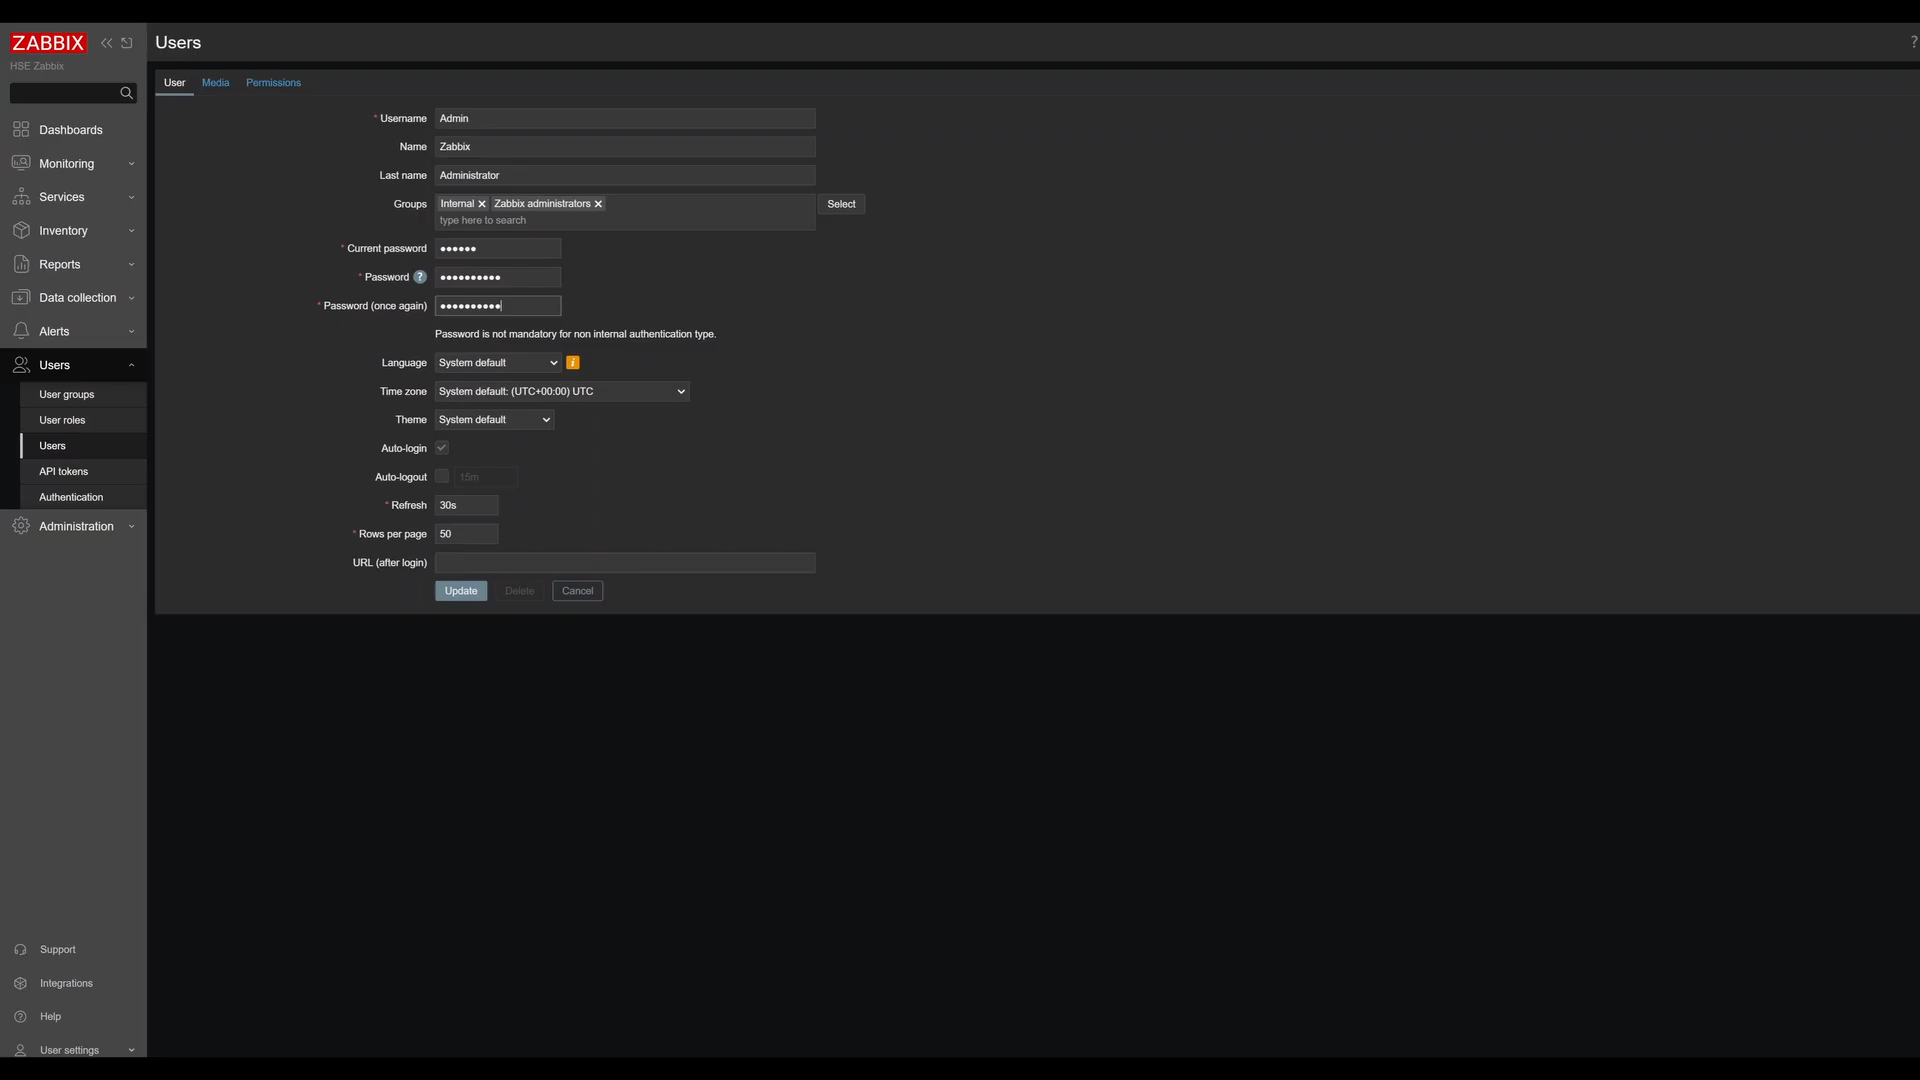 ZABBIX
HSE Zabbix
Dashboards
Monitoring
Services
Inventory
Reports
Data collection
Alerts
Users
User groups
User roles
Users
API tokens
Authentication
Administration
Support
Integrations
Help
User settings
Users
?
User Media Permissions
* Username Admin
Name Zabbix
Last name Administrator
Groups Internal Zabbix administrators Select
type here to search
* Current password ••••••
* Password ? ••••••••••
* Password (once again) ••••••••••
Password is not mandatory for non internal authentication type.
Language System default i
Time zone System default: (UTC+00:00) UTC
Theme System default
Auto-login
Auto-logout 15m
* Refresh 30s
* Rows per page 50
URL (after login)
Update Delete Cancel